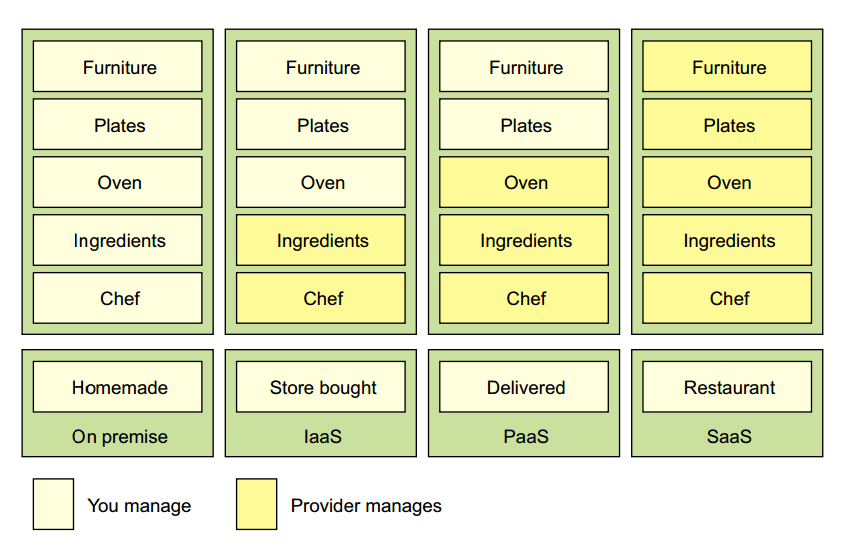 Furniture
Furniture
Furniture
Furniture
Plates
Plates
Plates
Plates
Oven
Oven
Oven
Oven
Ingredients
Ingredients
Ingredients
Ingredients
Chef
Chef
Chef
Chef
Homemade
Store bought
Delivered
Restaurant
On premise
IaaS
PaaS
SaaS
You manage
Provider manages